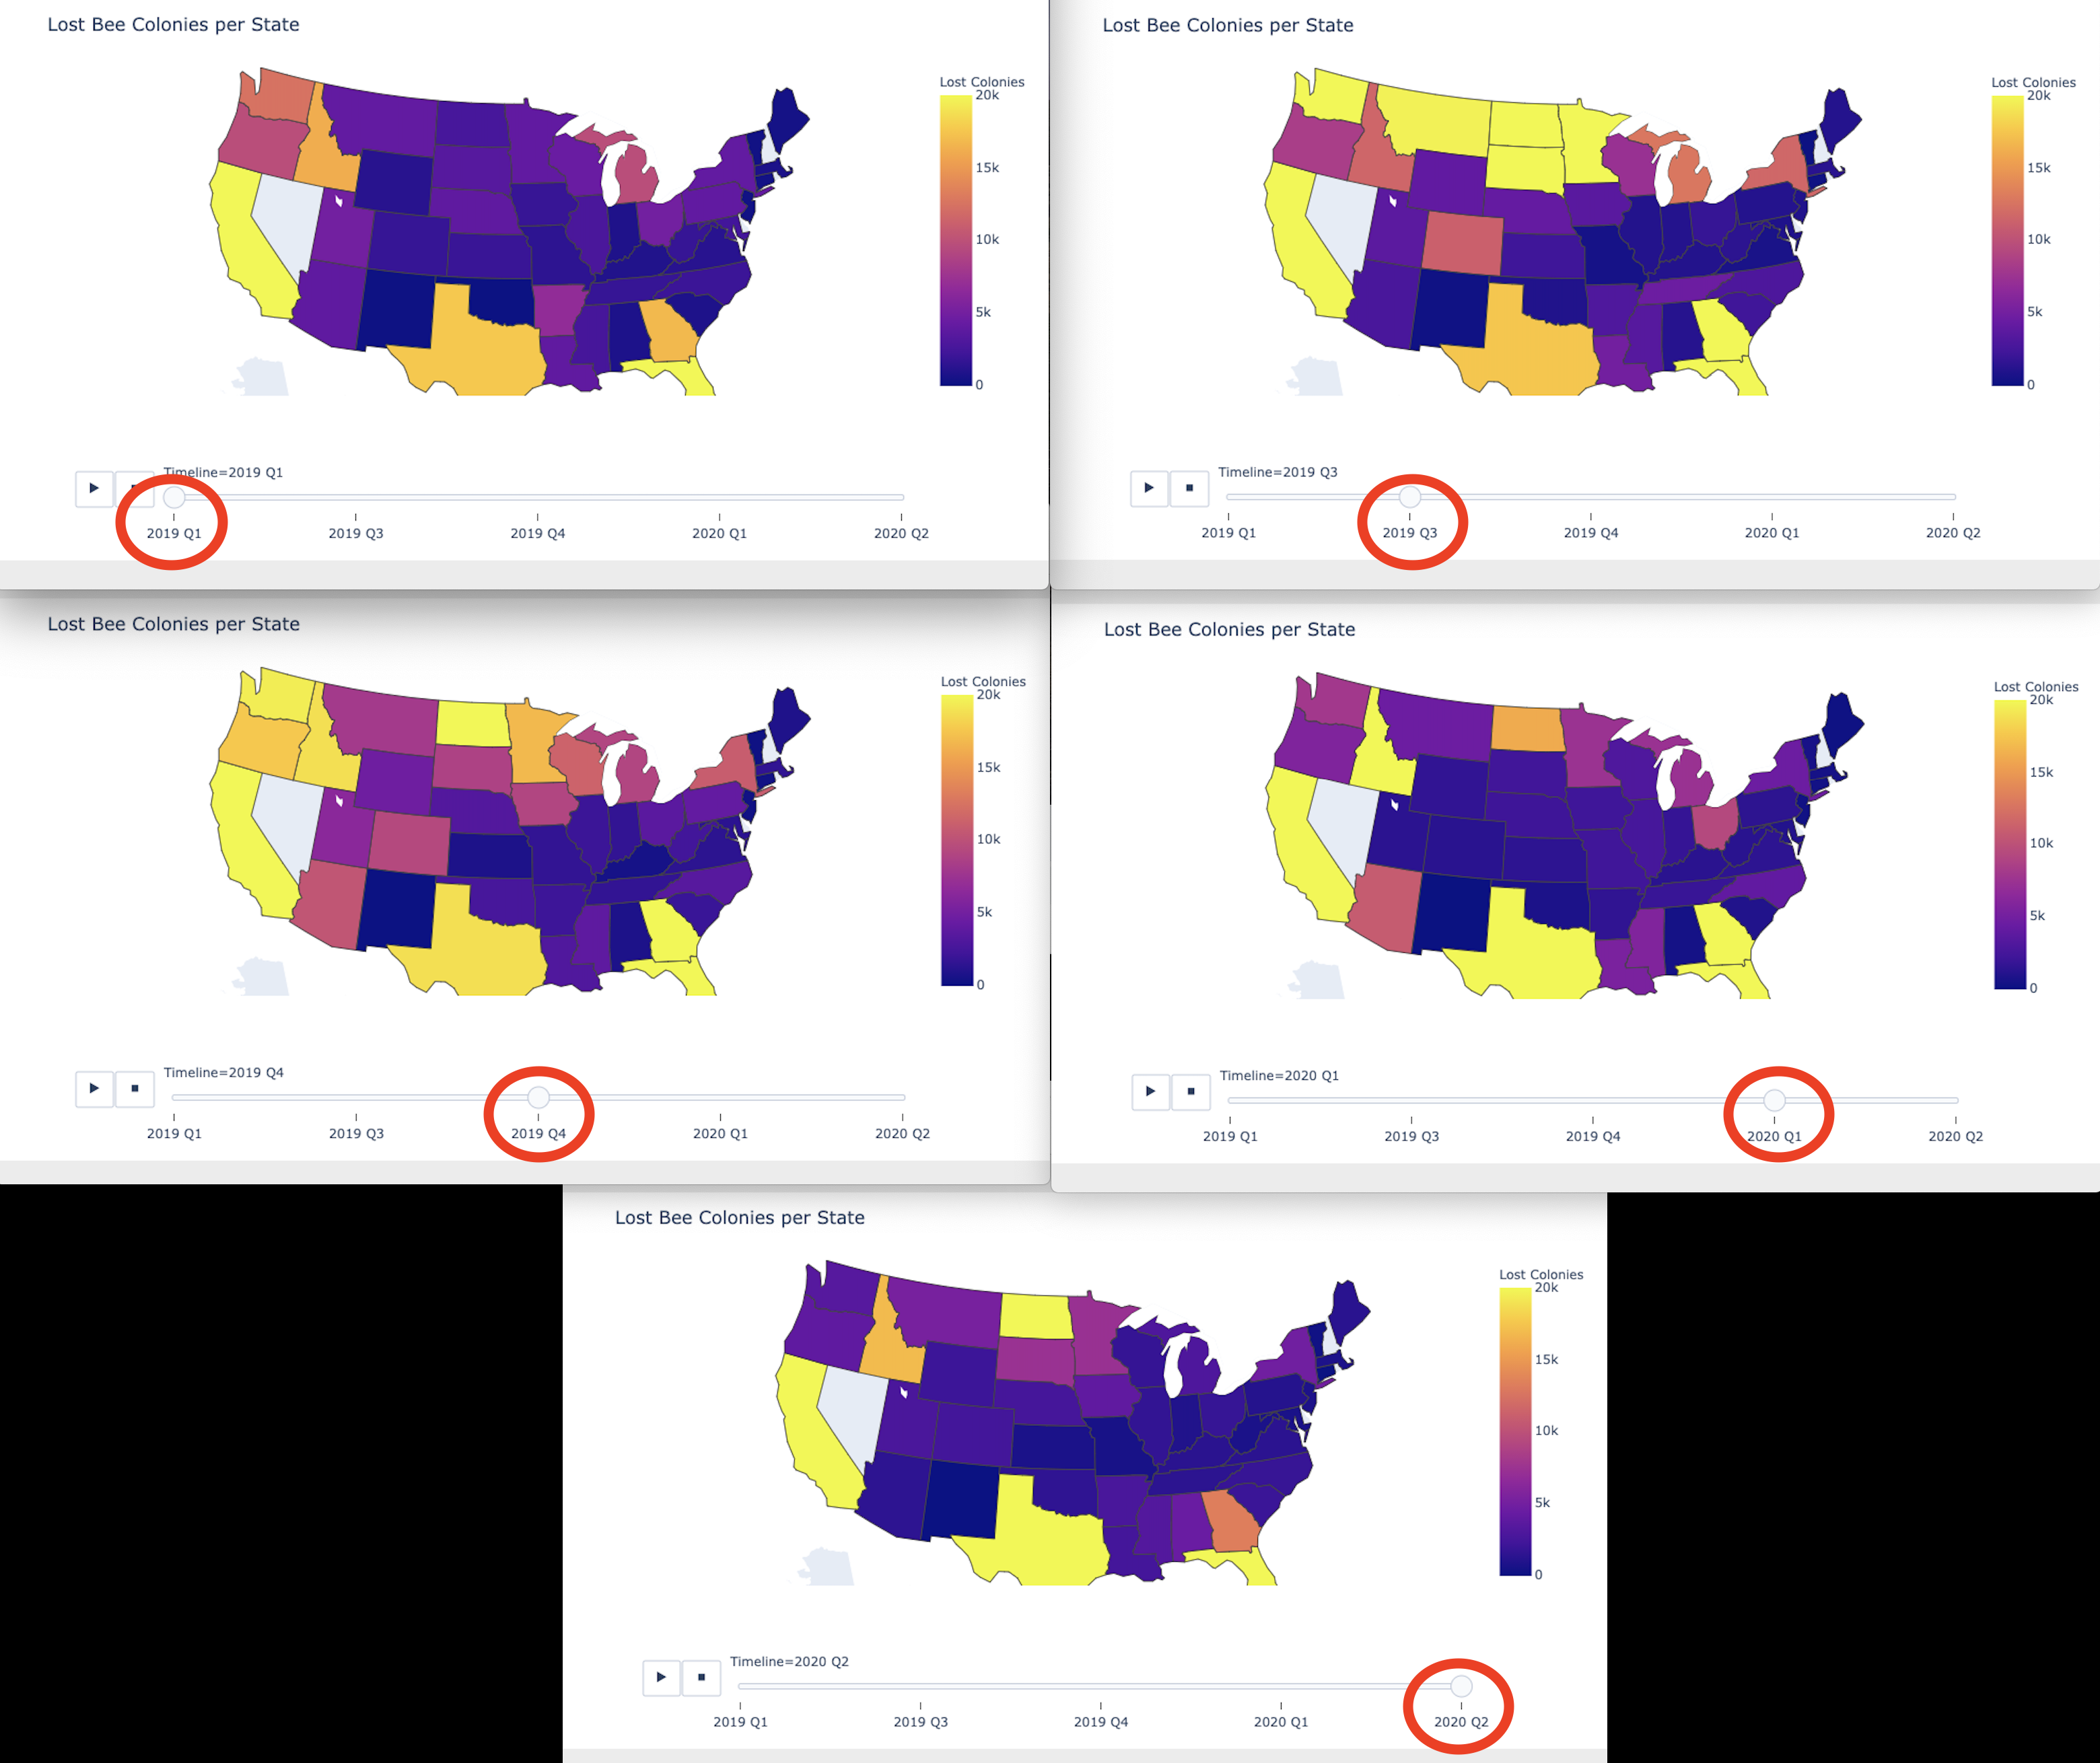 Lost Bee Colonies per State
Lost Colonies
20k
15k
10k
5k
0
Timeline=2019 Q1
2019 Q1 2019 Q3 2019 Q4 2020 Q1 2020 Q2
Lost Bee Colonies per State
Lost Colonies
20k
15k
10k
5k
0
Timeline=2019 Q3
2019 Q1 2019 Q3 2019 Q4 2020 Q1 2020 Q2
Lost Bee Colonies per State
Lost Colonies
20k
15k
10k
5k
0
Timeline=2019 Q4
2019 Q1 2019 Q3 2019 Q4 2020 Q1 2020 Q2
Lost Bee Colonies per State
Lost Colonies
20k
15k
10k
5k
0
Timeline=2020 Q1
2019 Q1 2019 Q3 2019 Q4 2020 Q1 2020 Q2
Lost Bee Colonies per State
Lost Colonies
20k
15k
10k
5k
0
Timeline=2020 Q2
2019 Q1 2019 Q3 2019 Q4 2020 Q1 2020 Q2